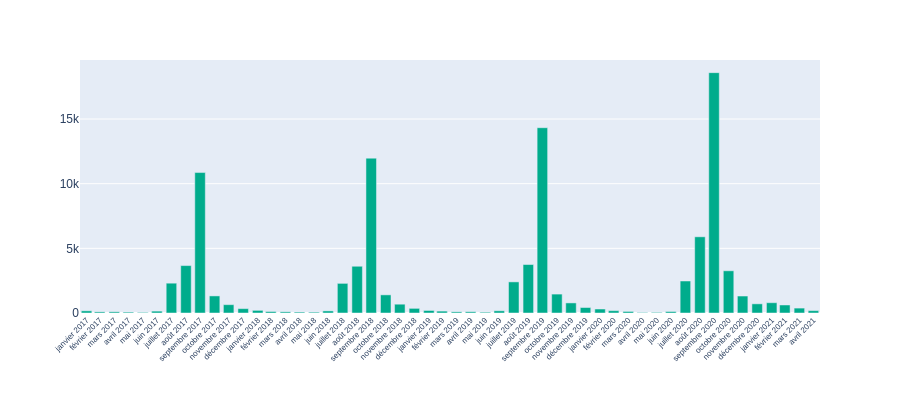 15k
10k
5k
0
janvier 2017
février 2017
mars 2017
avril 2017
mai 2017
juin 2017
juillet 2017
août 2017
septembre 2017
octobre 2017
novembre 2017
décembre 2017
janvier 2018
février 2018
mars 2018
avril 2018
mai 2018
juin 2018
juillet 2018
août 2018
septembre 2018
octobre 2018
novembre 2018
décembre 2018
janvier 2019
février 2019
mars 2019
avril 2019
mai 2019
juin 2019
juillet 2019
août 2019
septembre 2019
octobre 2019
novembre 2019
décembre 2019
janvier 2020
février 2020
mars 2020
avril 2020
mai 2020
juin 2020
juillet 2020
août 2020
septembre 2020
octobre 2020
novembre 2020
décembre 2020
janvier 2021
février 2021
mars 2021
avril 2021